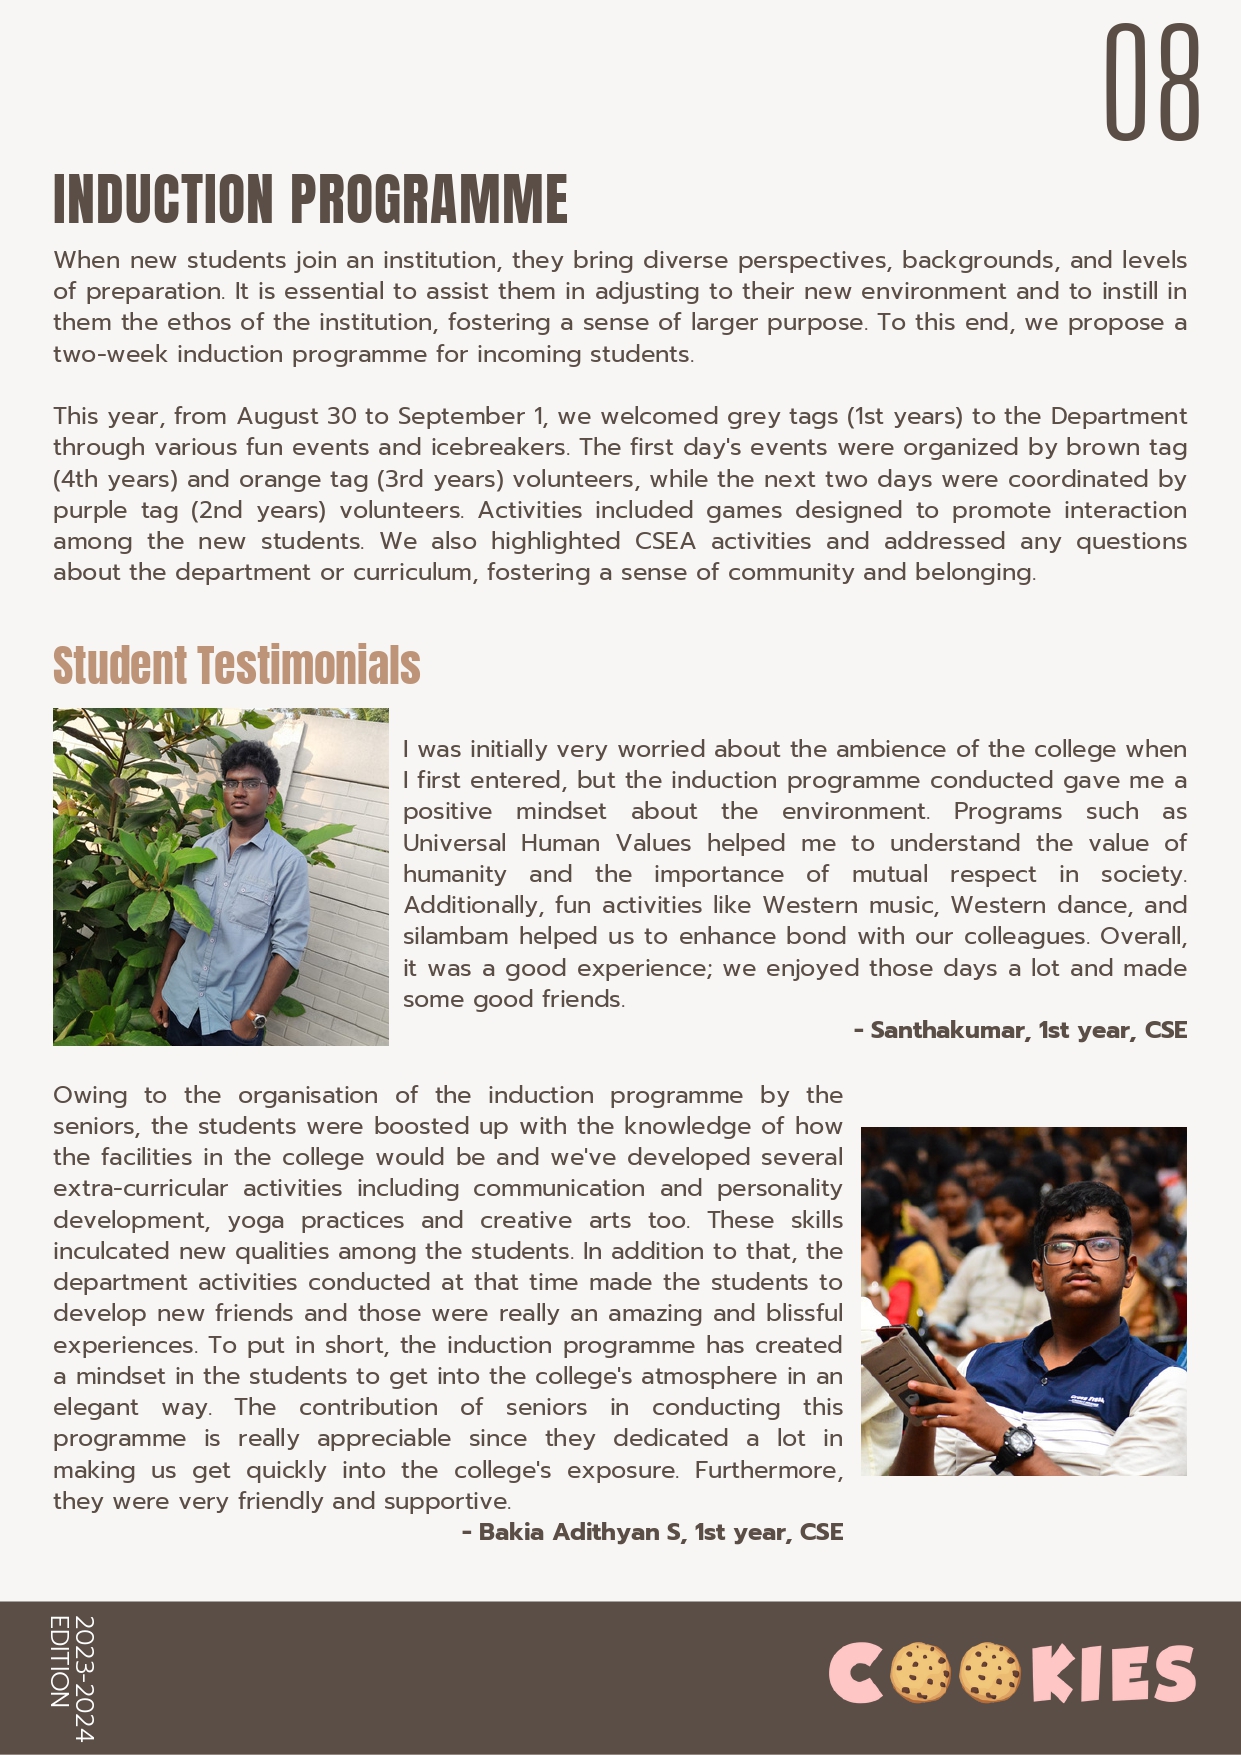 08
INDUCTION PROGRAMME
When new students join an institution, they bring diverse perspectives, backgrounds, and levels
of preparation. It is essential to assist them in adjusting to their new environment and to instill in
them the ethos of the institution, fostering a sense of larger purpose. To this end, we propose a
two-week induction programme for incoming students.
This year, from August 30 to September 1, we welcomed grey tags (1st years) to the Department
through various fun events and icebreakers. The first day's events were organized by brown tag
(4th years) and orange tag (3rd years) volunteers, while the next two days were coordinated by
purple tag (2nd years) volunteers. Activities included games designed to promote interaction
among the new students. We also highlighted CSEA activities and addressed any questions
about the department or curriculum, fostering a sense of community and belonging.
Student Testimonials
I was initially very worried about the ambience of the college when
I first entered, but the induction programme conducted gave me a
positive mindset about the environment. Programs such as
Universal Human Values helped me to understand the value of
humanity and the importance of mutual respect in society.
Additionally, fun activities like Western music, Western dance, and
silambam helped us to enhance bond with our colleagues. Overall,
it was a good experience; we enjoyed those days a lot and made
some good friends.
- Santhakumar, 1st year, CSE
Owing to the organisation of the induction programme by the
seniors, the students were boosted up with the knowledge of how
the facilities in the college would be and we've developed several
extra-curricular activities including communication and personality
development, yoga practices and creative arts too. These skills
inculcated new qualities among the students. In addition to that, the
department activities conducted at that time made the students to
develop new friends and those were really an amazing and blissful
experiences. To put in short, the induction programme has created
a mindset in the students to get into the college's atmosphere in an
elegant way. The contribution of seniors in conducting this
programme is really appreciable since they dedicated a lot in
making us get quickly into the college's exposure. Furthermore,
they were very friendly and supportive.
- Bakia Adithyan S, 1st year, CSE
2023-2024
EDITION
COOKIES